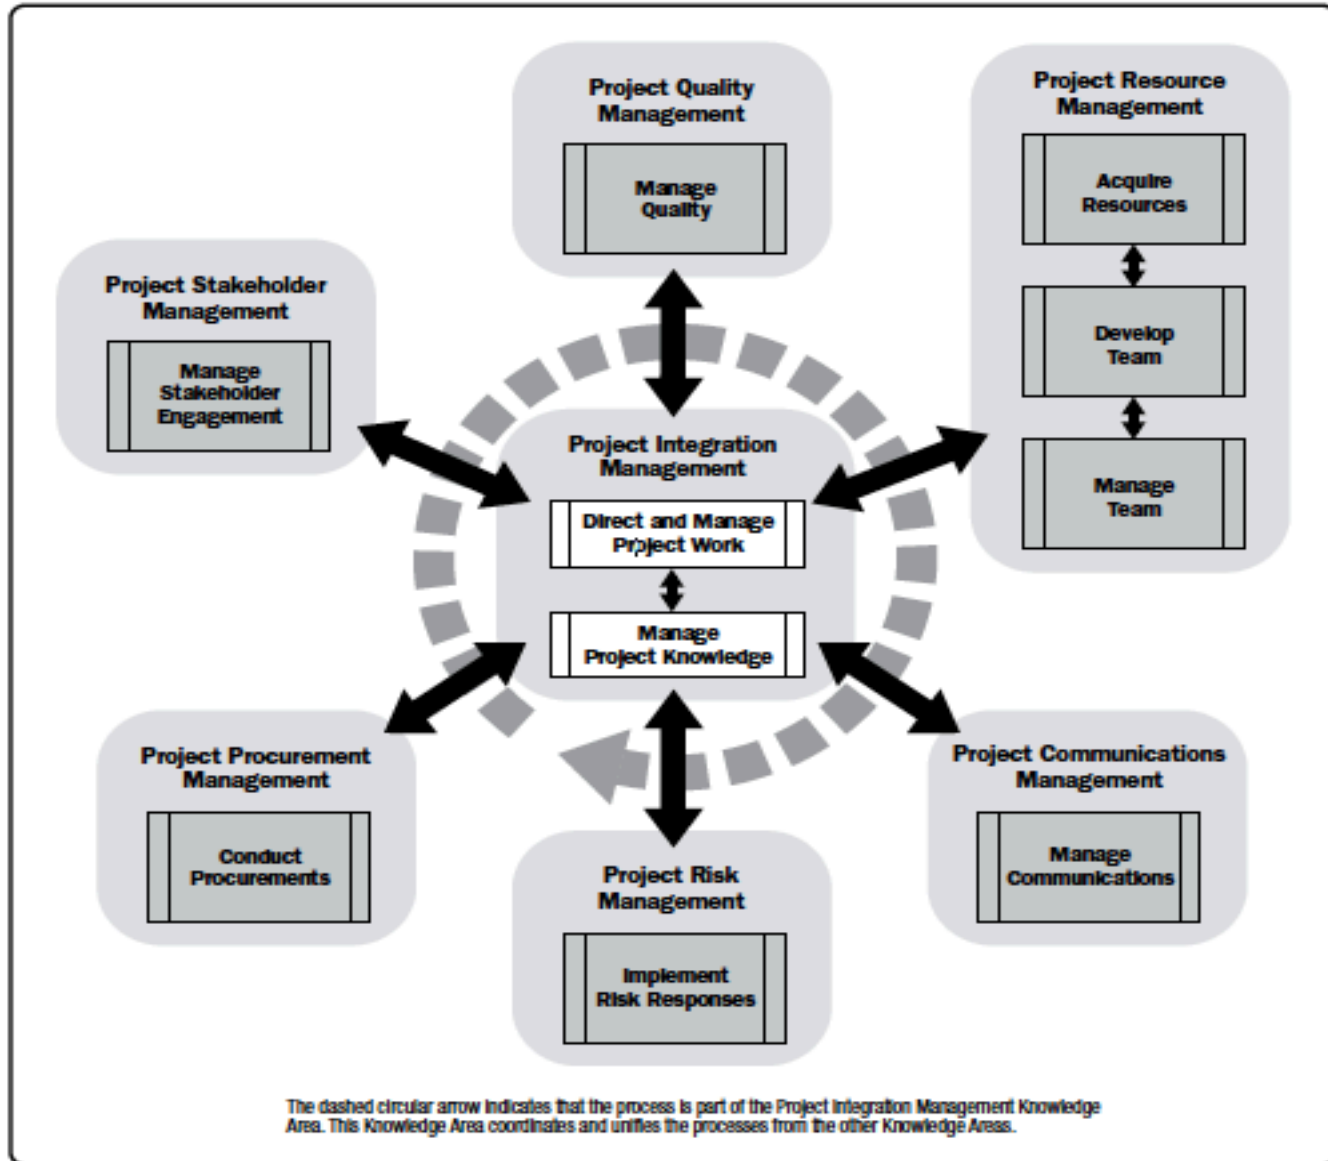 Project Quality
Management
Manage
Quality
Project Resource
Management
Acquire
Resources
Develop
Team
Manage
Team
Project Stakeholder
Management
Manage
Stakeholder
Engagement
Project Integration
Management
Direct and Manage
Project Work
Manage
Project Knowledge
Project Procurement
Management
Conduct
Procurements
Project Risk
Management
Implement
Risk Responses
Project Communications
Management
Manage
Communications
The dashed circular arrow indicates that the process is part of the Project Integration Management Knowledge
Area. This Knowledge Area coordinates and unifies the processes from the other Knowledge Areas.